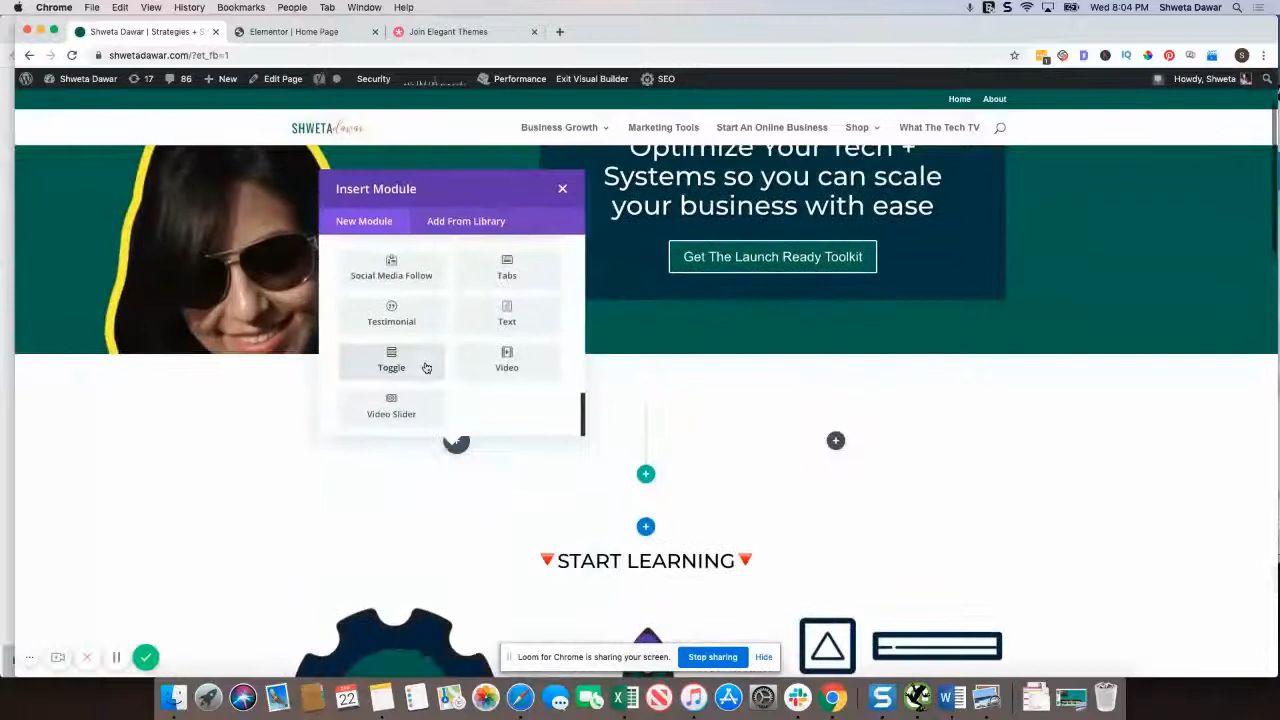 Chrome File Edit View History Bookmarks People Tab Window Help
Wed 8:04 PM Shweta Dawar
Shweta Dawar | Strategies + S
Elementor | Home Page
Join Elegant Themes
shwetadawar.com/?et_fb=1
Shweta Dawar 17 86 New Edit Page Security Performance Exit Visual Builder SEO Howdy, Shweta
Home About
SHWETA dawar
Business Growth Marketing Tools Start An Online Business Shop What The Tech TV
Optimize Your Tech +
Systems so you can scale
your business with ease
Get The Launch Ready Toolkit
Insert Module
New Module Add From Library
Social Media Follow Tabs
Testimonial Text
Toggle Video
Video Slider
START LEARNING
Loom for Chrome is sharing your screen. Stop sharing Hide
22